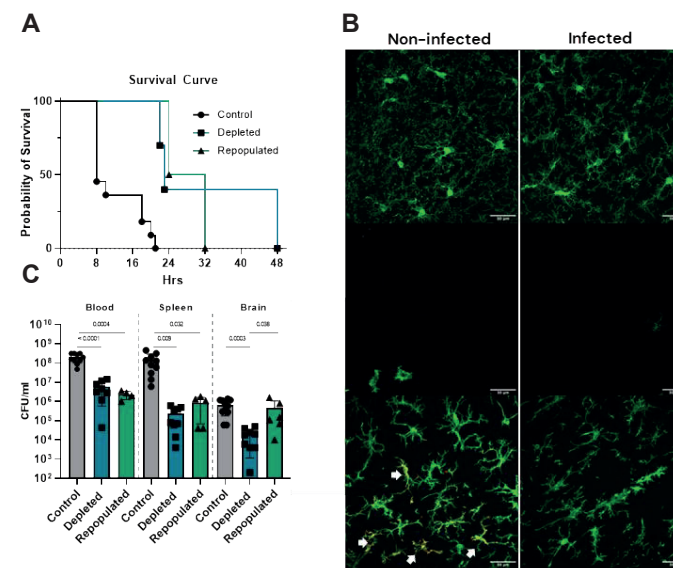 A
Survival Curve
Probability of Survival
100
50
0
Control
Depleted
Repopulated
0 8 16 24 32 40 48
Hrs
B
Non-infected Infected
C
Blood Spleen Brain
0.0004 0.032 0.038
< 0.0001 0.0003
CFU/ml
10^10
10^9
10^8
10^7
10^6
10^5
10^4
10^3
10^2
Control Depleted Repopulated Control Depleted Repopulated Control Depleted Repopulated